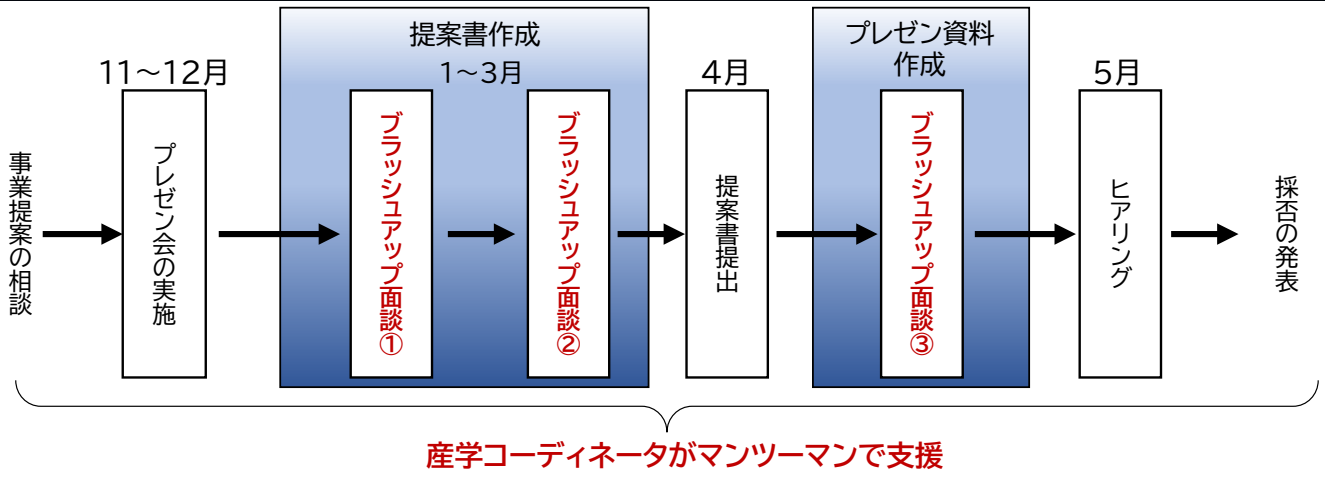 事業提案の相談
11～12月
プレゼン会の実施
提案書作成
1～3月
ブラッシュアップ面談①
ブラッシュアップ面談②
4月
提案書提出
プレゼン資料
作成
ブラッシュアップ面談③
5月
ヒアリング
採否の発表
産学コーディネータがマンツーマンで支援